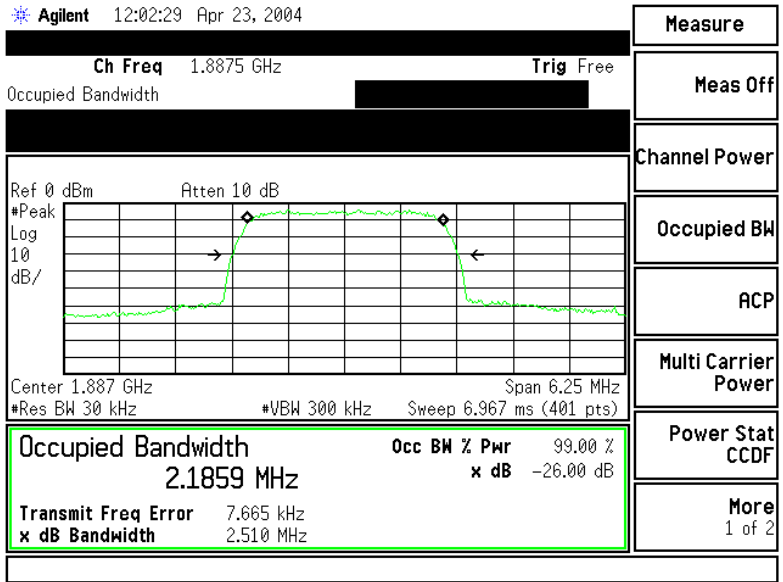 Agilent 12:02:29 Apr 23, 2004
Measure
Ch Freq 1.8875 GHz Trig Free
Occupied Bandwidth
Meas Off
Channel Power
Ref 0 dBm Atten 10 dB
#Peak
Log
10
dB/
Occupied BW
ACP
Center 1.887 GHz Span 6.25 MHz
#Res BW 30 kHz #VBW 300 kHz Sweep 6.967 ms (401 pts)
Multi Carrier
Power
Occupied Bandwidth Occ BW % Pwr 99.00 %
2.1859 MHz x dB -26.00 dB
Transmit Freq Error 7.665 kHz
x dB Bandwidth 2.510 MHz
Power Stat
CCDF
More
1 of 2